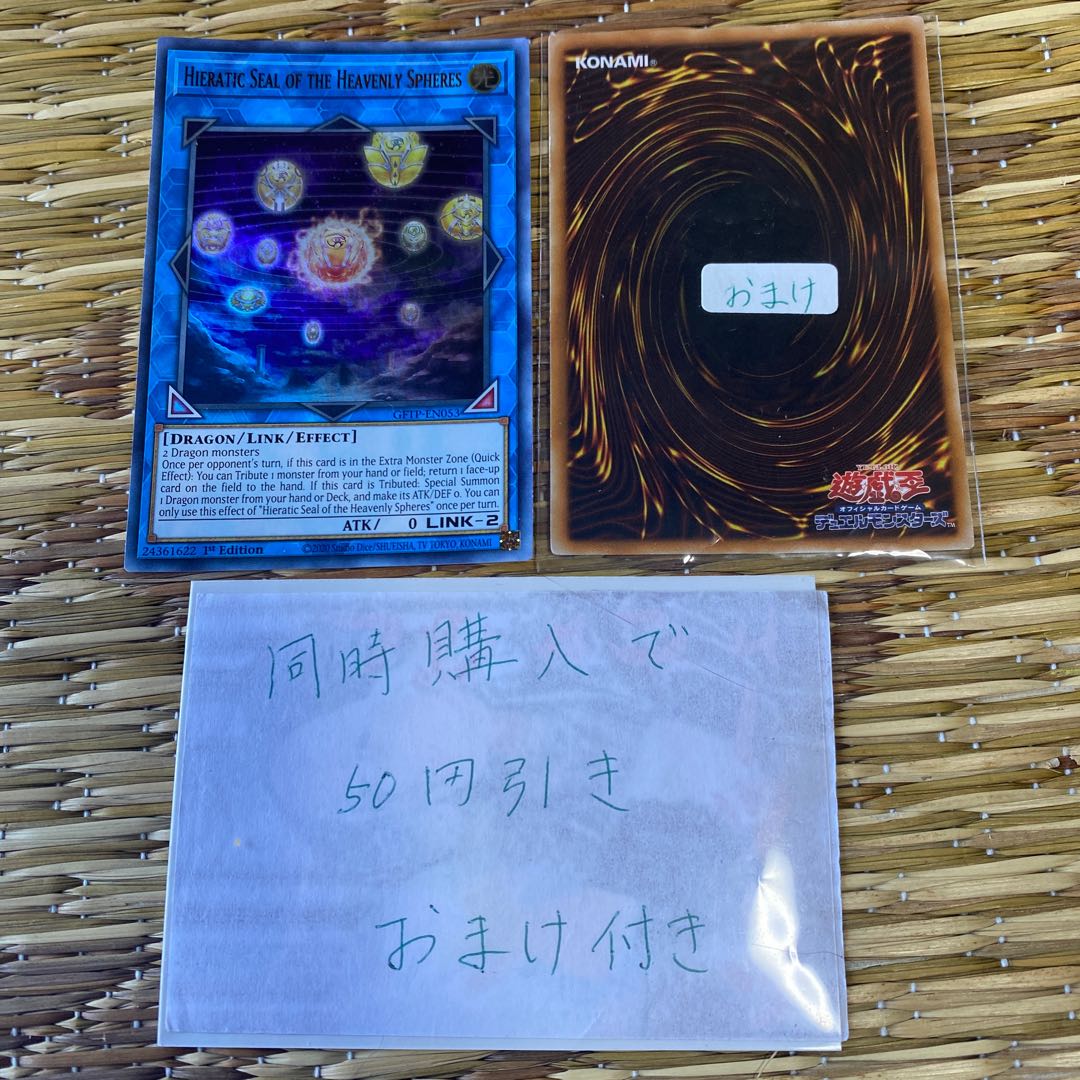 HIERATIC SEAL OF THE HEAVENLY SPHERES
GFTP-EN053
[DRAGON/LINK/EFFECT]
2 Dragon monsters
Once per opponent's turn, if this card is in the Extra Monster Zone (Quick
Effect): You can Tribute 1 monster from your hand or field; return 1 face-up
card on the field to the hand. If this card is Tributed: Special Summon
1 Dragon monster from your hand or Deck, and make its ATK/DEF 0. You can
only use this effect of "Hieratic Seal of the Heavenly Spheres" once per turn.
ATK/ 0 LINK-2
24361622 1st Edition ©2020 Studio Dice/SHUEISHA, TV TOKYO, KONAMI
KONAMI®
おまけ
遊戯王
オフィシャルカードゲーム
デュエルモンスターズ™
同時購入で
50円引き
おまけ付き